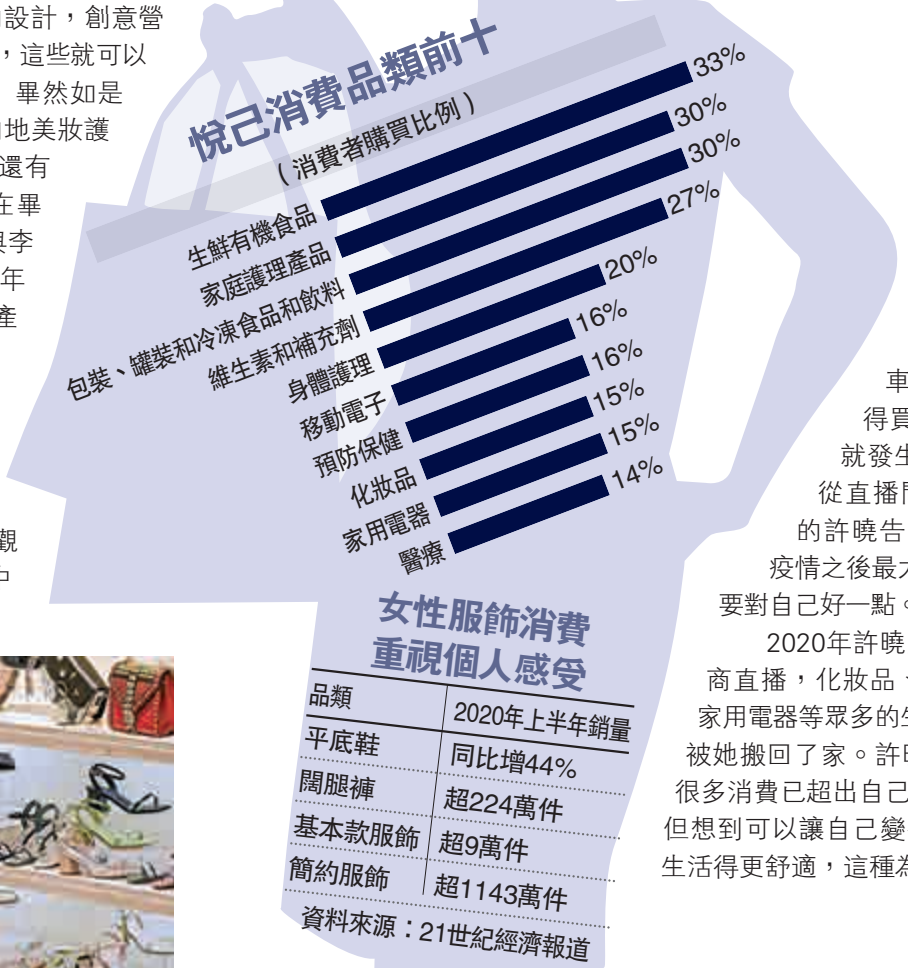 設計，創意營
，這些就可以
畢然如是
地美妝護
還有
在畢
與李
年
產
觀
悅己消費品類前十
（消費者購買比例）
生鮮有機食品 33%
家庭護理產品 30%
包裝、罐裝和冷凍食品和飲料 30%
維生素和補充劑 27%
身體護理 20%
移動電子 16%
預防保健 16%
化妝品 15%
家用電器 15%
醫療 14%
女性服飾消費
重視個人感受
品類 2020年上半年銷量
平底鞋 同比增44%
闊腿褲 超224萬件
基本款服飾 超9萬件
簡約服飾 超1143萬件
資料來源：21世紀經濟報道
車
得買
就發生
從直播
的許曉告
疫情之後最大
要對自己好一點。
2020年許曉
商直播，化妝品、
家用電器等眾多的生
被她搬回了家。許
很多消費已超出自己
但想到可以讓自己變
生活得更舒適，這種為